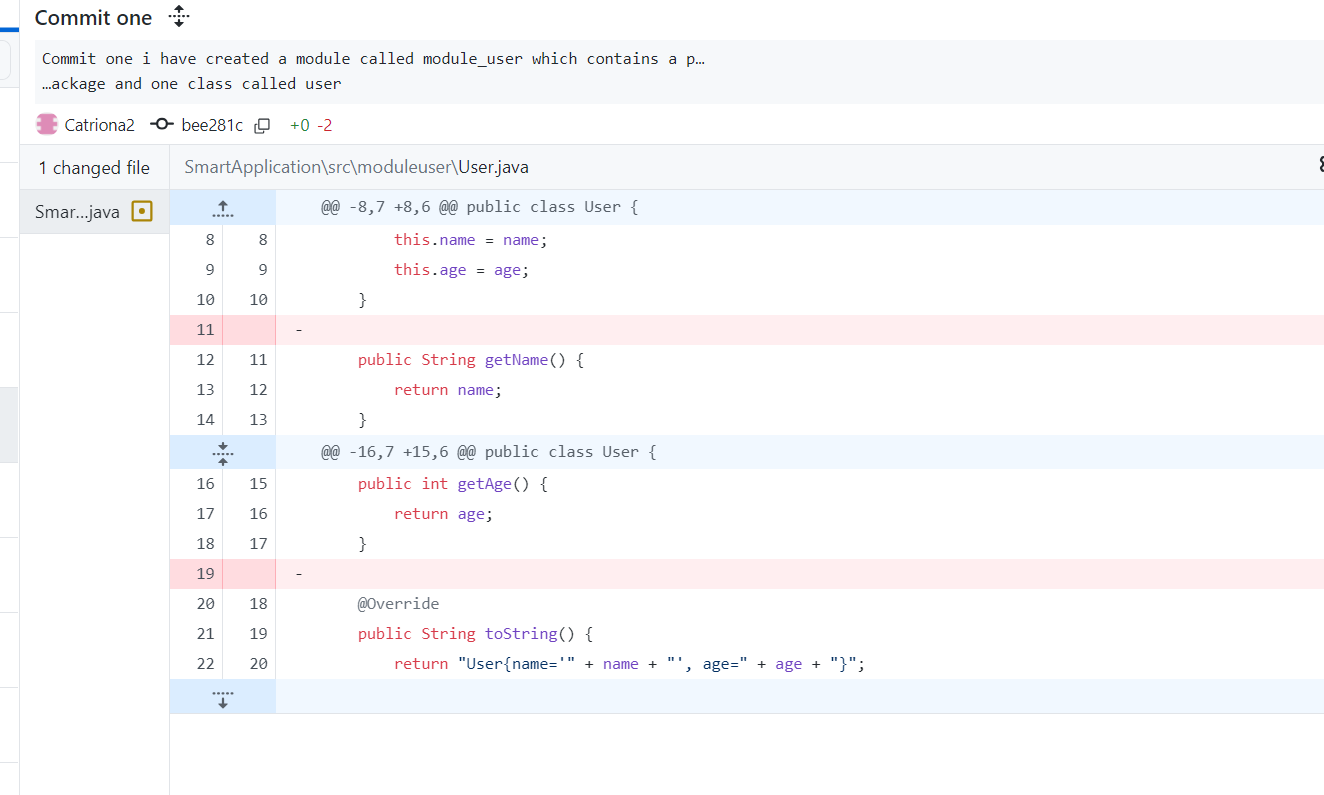 Commit one
Commit one i have created a module called module_user which contains a p…
…ackage and one class called user
Catriona2 bee281c +0 -2
1 changed file
SmartApplication\src\moduleuser\User.java
Smar...java
@@ -8,7 +8,6 @@ public class User {
8 8 this.name = name;
9 9 this.age = age;
10 10 }
11 -
12 11 public String getName() {
13 12 return name;
14 13 }
@@ -16,7 +15,6 @@ public class User {
16 15 public int getAge() {
17 16 return age;
18 17 }
19 -
20 18 @Override
21 19 public String toString() {
22 20 return "User{name='" + name + "', age=" + age + "}";